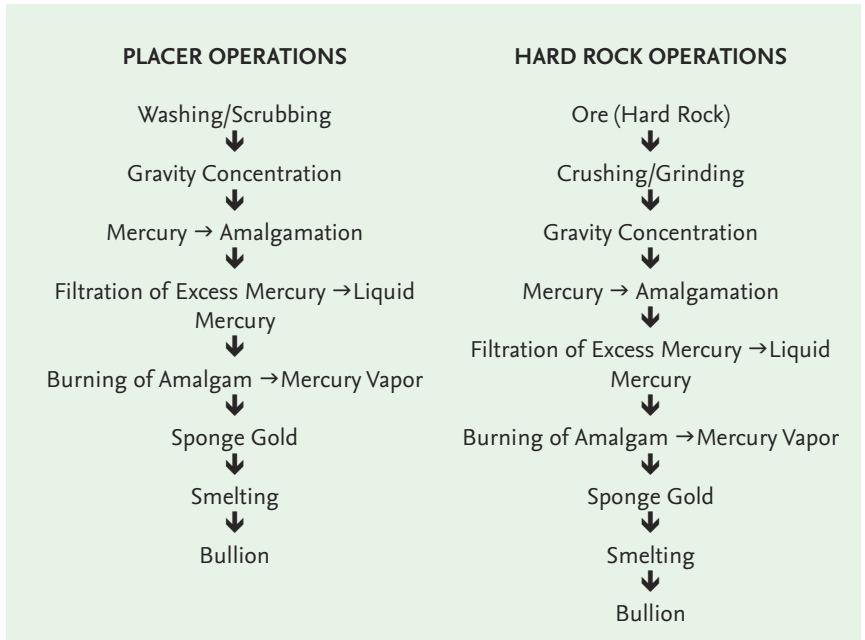 PLACER OPERATIONS
Washing/Scrubbing
Gravity Concentration
Mercury → Amalgamation
Filtration of Excess Mercury →Liquid
Mercury
Burning of Amalgam →Mercury Vapor
Sponge Gold
Smelting
Bullion
HARD ROCK OPERATIONS
Ore (Hard Rock)
Crushing/Grinding
Gravity Concentration
Mercury → Amalgamation
Filtration of Excess Mercury →Liquid
Mercury
Burning of Amalgam →Mercury Vapor
Sponge Gold
Smelting
Bullion